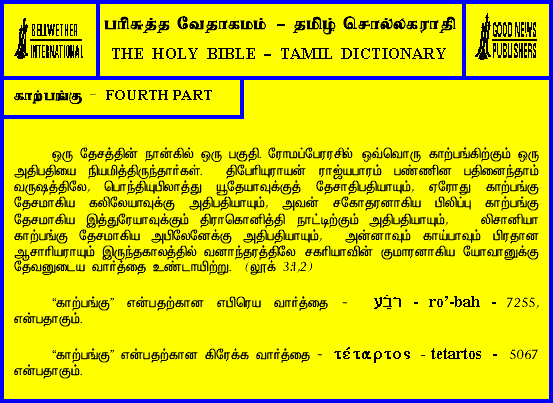 BELLWETHER
INTERNATIONAL
பரிசுத்த வேதாகமம் – தமிழ் சொல்லகராதி
THE HOLY BIBLE – TAMIL DICTIONARY
GOOD NEWS
PUBLISHERS
காற்பங்கு - FOURTH PART
ஒரு தேசத்தின் நான்கில் ஒரு பகுதி. ரோமப்பேரரசில் ஒவ்வொரு காற்பங்கிற்கும் ஒரு
அதிபதியை நியமித்திருந்தார்கள். திபேரியுராயன் ராஜ்யபாரம் பண்ணின பதினைந்தாம்
வருஷத்திலே, பொந்தியுபிலாத்து யூதேயாவுக்குத் தேசாதிபதியாயும், ஏரோது காற்பங்கு
தேசமாகிய கலிலேயாவுக்கு அதிபதியாயும், அவன் சகோதரனாகிய பிலிப்பு காற்பங்கு
தேசமாகிய இத்துரேயாவுக்கும் திராகொனித்தி நாட்டிற்கும் அதிபதியாயும், லிசானியா
காற்பங்கு தேசமாகிய அபிலேனேக்கு அதிபதியாயும், அன்னாவும் காய்பாவும் பிரதான
ஆசாரியராயும் இருந்தகாலத்தில் வனாந்தரத்திலே சகரியாவின் குமாரனாகிய யோவானுக்கு
தேவனுடைய வார்த்தை உண்டாயிற்று. (லூக் 3:1,2)
“காற்பங்கு” என்பதற்கான எபிரெய வார்த்தை - רֹבַע - ro’-bah - 7255,
என்பதாகும்.
“காற்பங்கு” என்பதற்கான கிரேக்க வார்த்தை - τέταρτος - tetartos - 5067
என்பதாகும்.